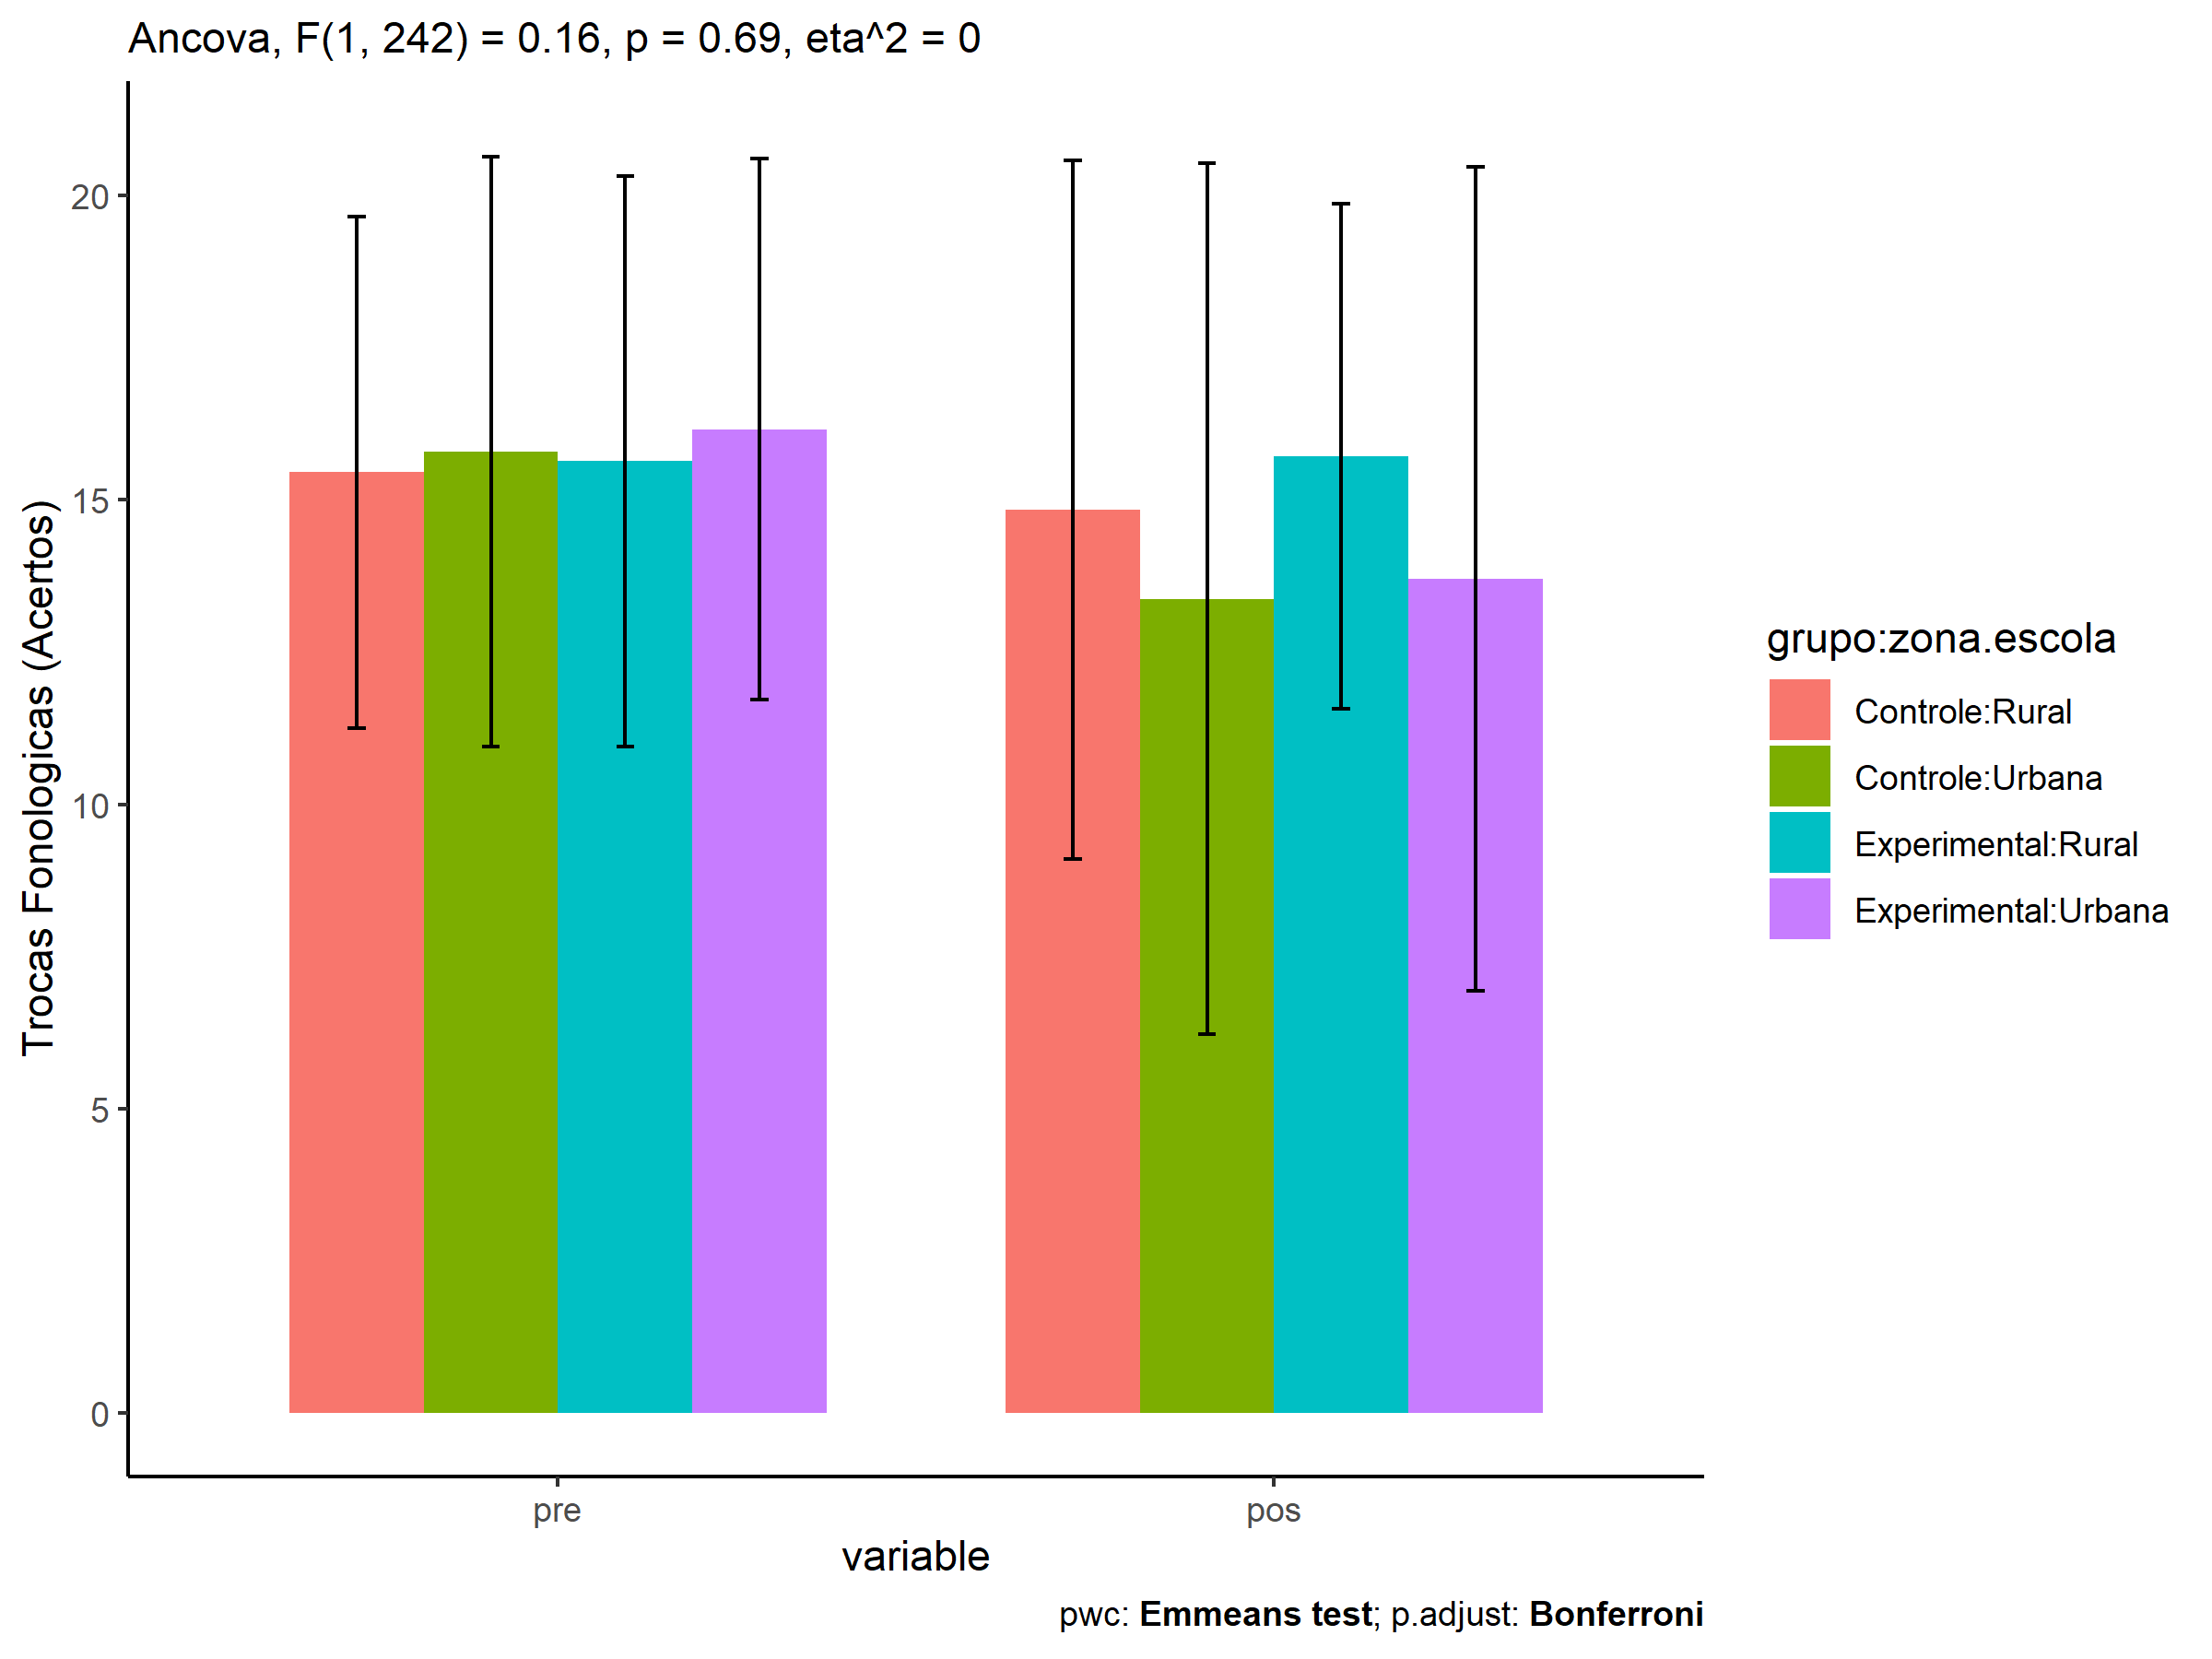 Ancova, F(1, 242) = 0.16, p = 0.69, eta^2 = 0
Trocas Fonologicas (Acertos)
20
15
10
5
0
pre
pos
variable
grupo:zona.escola
Controle:Rural
Controle:Urbana
Experimental:Rural
Experimental:Urbana
pwc: Emmeans test; p.adjust: Bonferroni